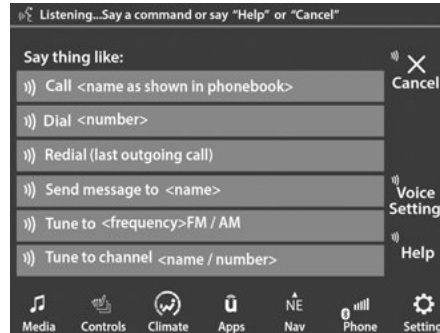 Listening...Say a command or say "Help" or "Cancel"
Say thing like:
Call <name as shown in phonebook>
Dial <number>
Redial (last outgoing call)
Send message to <name>
Tune to <frequency>FM / AM
Tune to channel <name / number>
Cancel
Voice
Setting
Help
û NE
Media Controls Climate Apps Nav Phone Setting